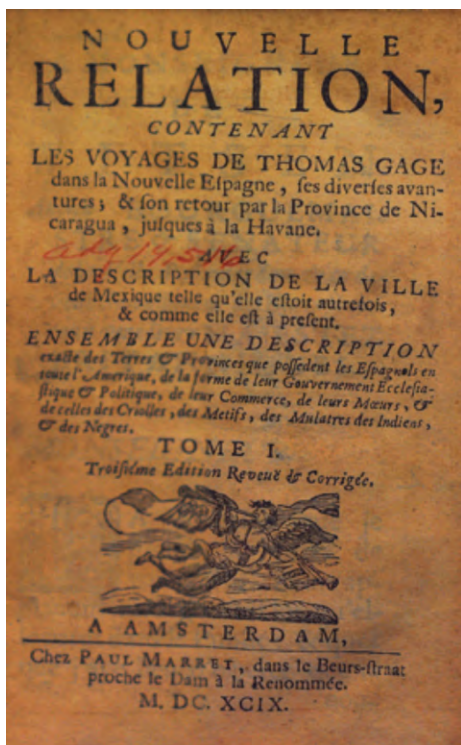 NOUVELLE
RELATION,
CONTENANT
LES VOYAGES DE THOMAS GAGE
dans la Nouvelle Eſpagne, ſes diverſes avan-
tures; & ſon retour par la Province de Ni-
caragua, juſques à la Havane.
AVEC
LA DESCRIPTION DE LA VILLE
de Mexique telle qu'elle eſtoit autrefois,
& comme elle eſt à preſent.
ENSEMBLE UNE DESCRIPTION
exacte des Terres & Provinces que poſſedent les Eſpagnols en
toute l'Amerique, de la forme de leur Gouvernement Eccleſia-
ſtique & Politique, de leur Commerce, de leurs Mœurs, &
de celles des Criolles, des Metifs, des Mulatres des Indiens,
& des Negres.
TOME I.
Troiſiéme Edition Reveuë & Corrigée.
A AMSTERDAM,
Chez PAUL MARRET, dans le Beurs-ſtraat
proche le Dam à la Renommée.
M. DC. XCIX.